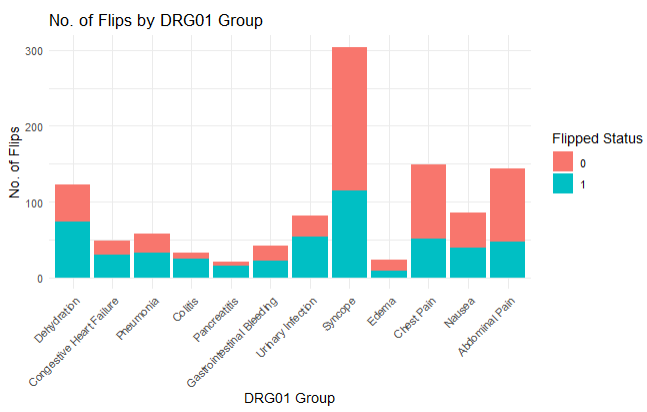 No. of Flips by DRG01 Group
No. of Flips
300
200
100
0
Dehydration
Congestive Heart Failure
Pneumonia
Colitis
Pancreatitis
Gastrointestinal Bleeding
Urinary Infection
Syncope
Edema
Chest Pain
Nausea
Abdominal Pain
DRG01 Group
Flipped Status
0
1